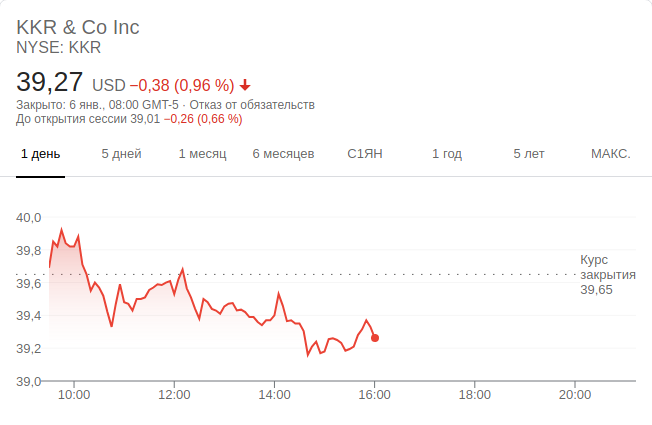 KKR & Co Inc
NYSE: KKR
39,27 USD −0,38 (0,96 %)
Закрыто: 6 янв., 08:00 GMT-5 · Отказ от обязательств
До открытия сессии 39,01 −0,26 (0,66 %)
1 день 5 дней 1 месяц 6 месяцев С1ЯН 1 год 5 лет МАКС.
40,0
39,8
Курс
закрытия
39,65
39,6
39,4
39,2
39,0
10:00 12:00 14:00 16:00 18:00 20:00